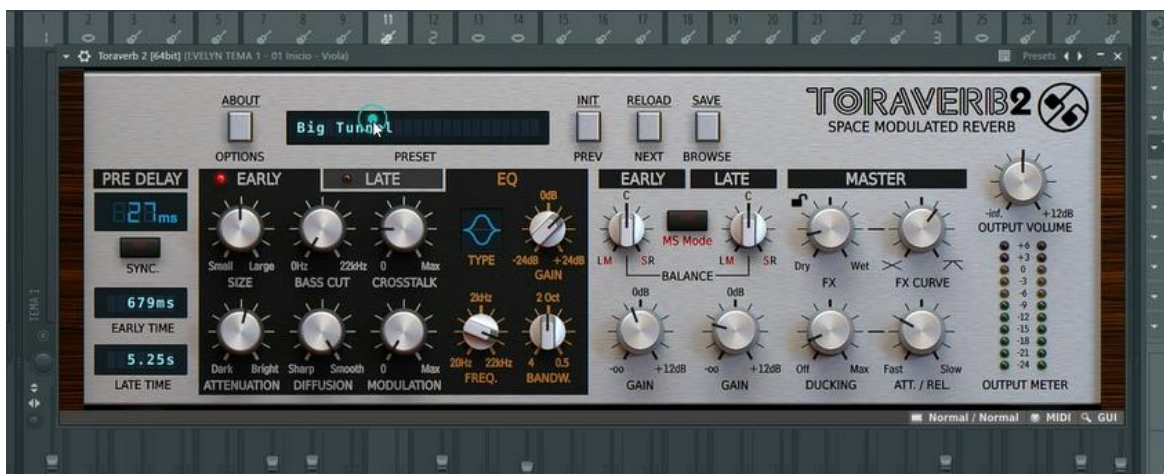 1 2 3 4 5 6 7 8 9 10 11 12 13 14 15 16 17 18 19 20 21 22 23 24 25 26 27 28
Toraverb 2 [64bit] (EVELYN TEMA 1 - 01 Inicio - Viola) Presets
ABOUT
OPTIONS
Big Tunnel
PRESET
INIT RELOAD SAVE
PREV NEXT BROWSE
TORAVERB2
SPACE MODULATED REVERB
PRE DELAY
27ms
SYNC.
679ms
EARLY TIME
5.25s
LATE TIME
EARLY LATE EQ
Small Large
SIZE
0Hz 22kHz
BASS CUT
0 Max
CROSSTALK
TYPE
0dB
-24dB +24dB
GAIN
Dark Bright
ATTENUATION
Sharp Smooth
DIFFUSION
0 Max
MODULATION
2kHz
20Hz 22kHz
FREQ.
2 Oct
4 0.5
BANDW.
EARLY LATE
C C
MS Mode
LM SR LM SR
BALANCE
0dB 0dB
-oo +12dB -oo +12dB
GAIN GAIN
MASTER
Dry Wet
FX
FX CURVE
Off Max
DUCKING
Fast Slow
ATT. / REL.
-inf. +12dB
OUTPUT VOLUME
+6
+3
0
-3
-6
-9
-12
-15
-18
-21
-24
OUTPUT METER
Normal / Normal MIDI GUI
TEMA 1